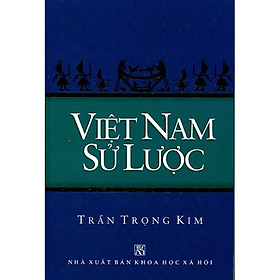 VIỆT NAM
SỬ LƯỢC
TRẦN TRỌNG KIM
NHÀ XUẤT BẢN KHOA HỌC XÃ HỘI